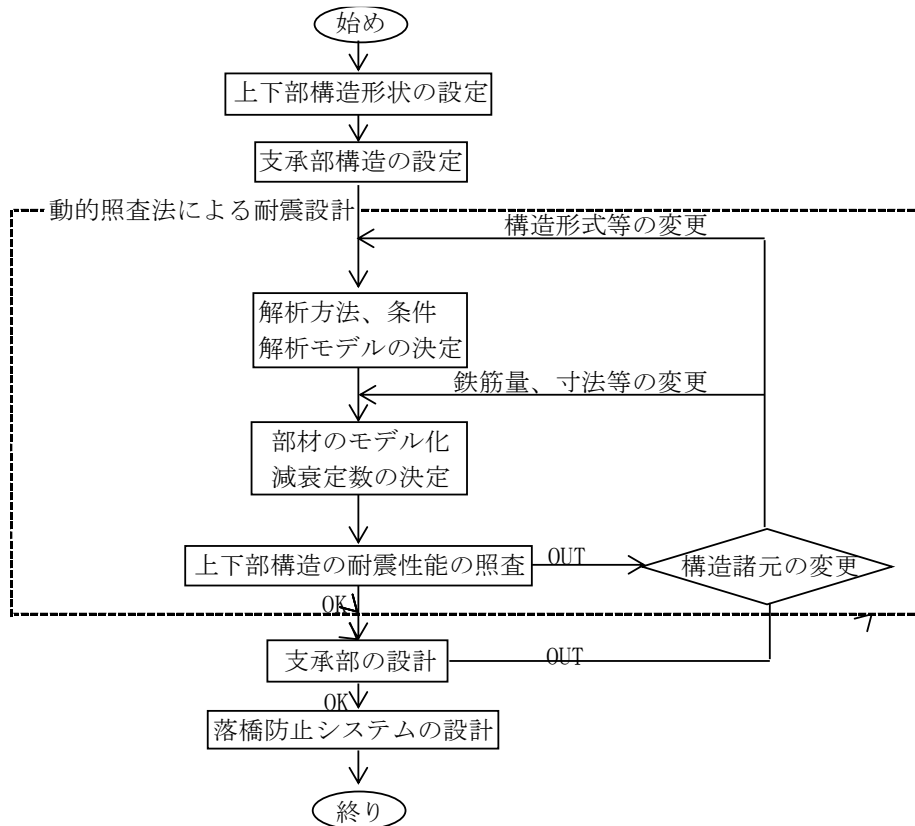 始め
上下部構造形状の設定
支承部構造の設定
動的照査法による耐震設計
構造形式等の変更
解析方法、条件
解析モデルの決定
鉄筋量、寸法等の変更
部材のモデル化
減衰定数の決定
上下部構造の耐震性能の照査
OUT
構造諸元の変更
OK
支承部の設計
OUT
OK
落橋防止システムの設計
終り